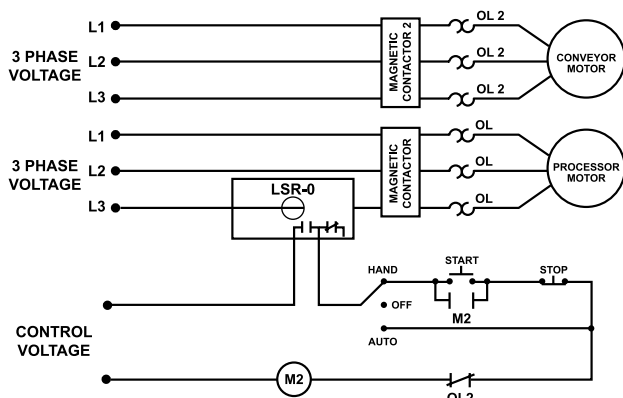 L1
L2
L3
3 PHASE
VOLTAGE
MAGNETIC
CONTACTOR 2
OL 2
OL 2
OL 2
CONVEYOR
MOTOR
L1
L2
L3
3 PHASE
VOLTAGE
LSR-0
MAGNETIC
CONTACTOR
OL
OL
OL
PROCESSOR
MOTOR
HAND
START
STOP
OFF
M2
AUTO
CONTROL
VOLTAGE
M2
OL2